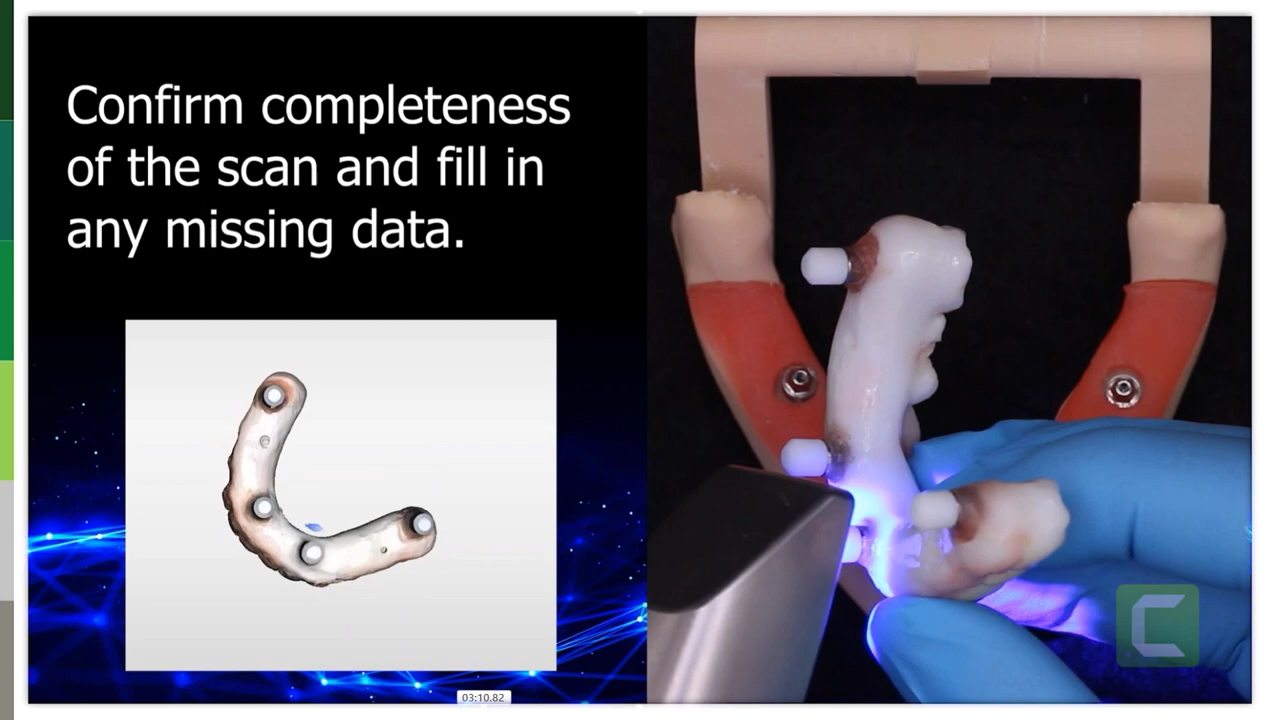 Confirm completeness
of the scan and fill in
any missing data.
03:10.82